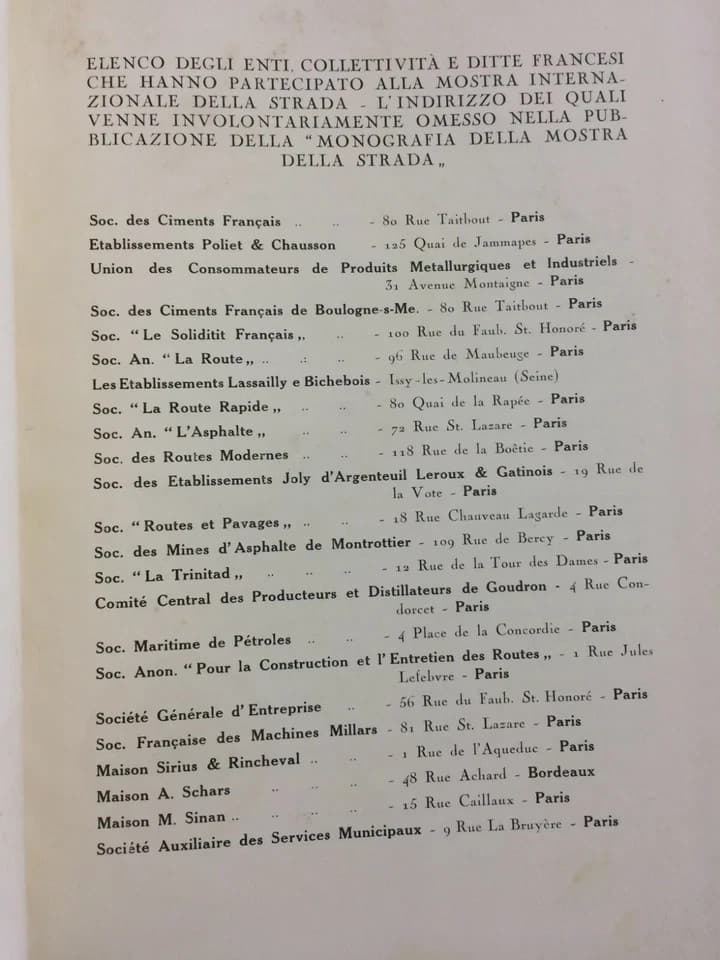 ELENCO DEGLI ENTI, COLLETTIVITÀ E DITTE FRANCESI
CHE HANNO PARTECIPATO ALLA MOSTRA INTERNA-
ZIONALE DELLA STRADA - L'INDIRIZZO DEI QUALI
VENNE INVOLONTARIAMENTE OMESSO NELLA PUB-
BLICAZIONE DELLA "MONOGRAFIA DELLA MOSTRA
DELLA STRADA„
Soc. des Ciments Français .. .. - 80 Rue Taitbout - Paris
Etablissements Poliet & Chausson - 125 Quai de Jammapes - Paris
Union des Consommateurs de Produits Metallurgiques et Industriels -
31 Avenue Montaigne - Paris
Soc. des Ciments Français de Boulogne-s-Me. - 80 Rue Taitbout - Paris
Soc. "Le Soliditit Français„ .. - 100 Rue du Faub. St. Honoré - Paris
Soc. An. "La Route„ .. .: .. - 96 Rue de Maubeuge - Paris
Les Etablissements Lassailly e Bichebois - Issy-les-Molineau (Seine)
Soc. "La Route Rapide„ .. .. - 80 Quai de la Rapée - Paris
Soc. An. "L'Asphalte„ .. .. - 72 Rue St. Lazare - Paris
Soc. des Routes Modernes .. .. - 118 Rue de la Boêtie - Paris
Soc. des Etablissements Joly d'Argenteuil Leroux & Gatinois - 19 Rue de
la Vote - Paris
Soc. "Routes et Pavages„ .. .. - 18 Rue Chauveau Lagarde - Paris
Soc. des Mines d'Asphalte de Montrottier - 109 Rue de Bercy - Paris
Soc. "La Trinitad„ .. .. .. - 12 Rue de la Tour des Dames - Paris
Comité Central des Producteurs et Distillateurs de Goudron - 4 Rue Con-
dorcet - Paris
Soc. Maritime de Pétroles .. .. - 4 Place de la Concordie - Paris
Soc. Anon. "Pour la Construction et l'Entretien des Routes„ - 1 Rue Jules
Lefebvre - Paris
Société Générale d'Entreprise .. - 56 Rue du Faub. St. Honoré - Paris
Soc. Française des Machines Millars - 81 Rue St. Lazare - Paris
Maison Sirius & Rincheval .. .. - 1 Rue de l'Aqueduc - Paris
Maison A. Schars .. .. .. - 48 Rue Achard - Bordeaux
Maison M. Sinan .. .. .. - 15 Rue Caillaux - Paris
Société Auxiliaire des Services Municipaux - 9 Rue La Bruyère - Paris